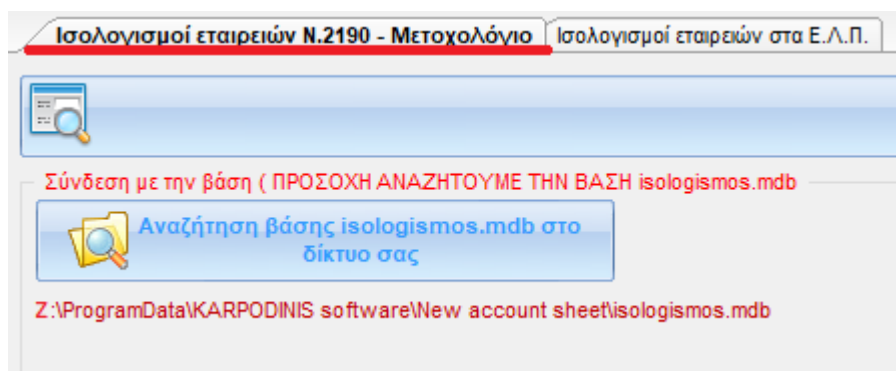 Ισολογισμοί εταιρειών Ν.2190 - Μετοχολόγιο
Ισολογισμοί εταιρειών στα Ε.Λ.Π.
Σύνδεση με την βάση ( ΠΡΟΣΟΧΗ ΑΝΑΖΗΤΟΥΜΕ ΤΗΝ ΒΑΣΗ isologismos.mdb
Αναζήτηση βάσης isologismos.mdb στο
δίκτυο σας
Z:\ProgramData\KARPODINIS software\New account sheet\isologismos.mdb